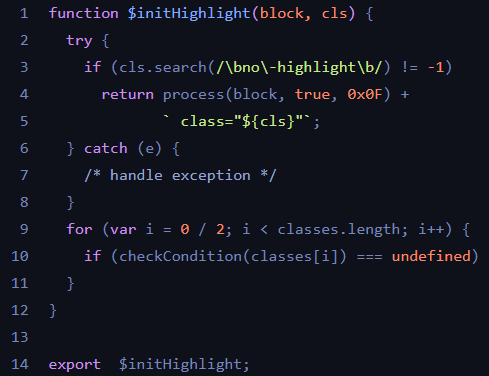 1 function $initHighlight(block, cls) {
2   try {
3     if (cls.search(/\bno\-highlight\b/) != -1)
4       return process(block, true, 0x0F) +
5              ` class="${cls}"`;
6   } catch (e) {
7     /* handle exception */
8   }
9   for (var i = 0 / 2; i < classes.length; i++) {
10     if (checkCondition(classes[i]) === undefined)
11   }
12 }
13
14 export  $initHighlight;